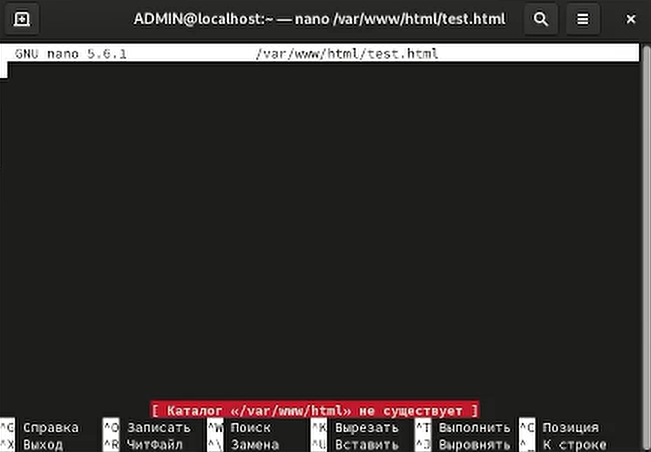 ADMIN@localhost:~ — nano /var/www/html/test.html
GNU nano 5.6.1 /var/www/html/test.html
[ Каталог «/var/www/html» не существует ]
^G Справка ^O Записать ^W Поиск ^K Вырезать ^T Выполнить ^C Позиция
^X Выход ^R ЧитФайл ^\ Замена ^U Вставить ^J Выровнять ^_ К строке